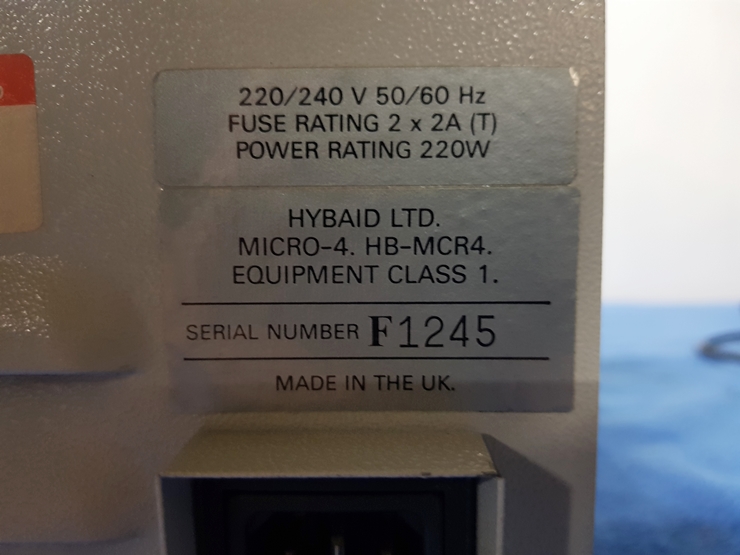 220/240 V 50/60 Hz
FUSE RATING 2 x 2A (T)
POWER RATING 220W
HYBAID LTD.
MICRO-4. HB-MCR4.
EQUIPMENT CLASS 1.
SERIAL NUMBER F1245
MADE IN THE UK.